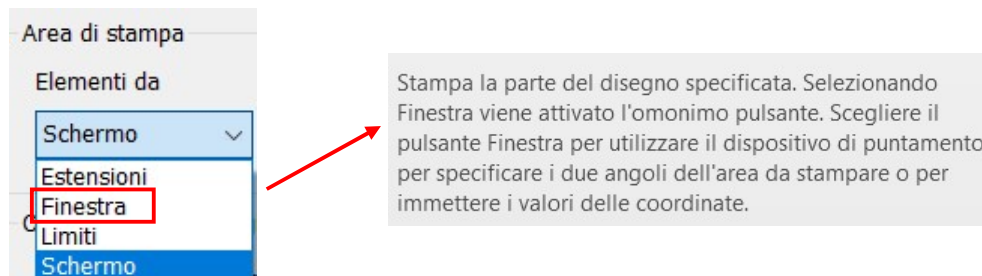 Area di stampa
Elementi da
Schermo
Estensioni
Finestra
Limiti
Schermo
Stampa la parte del disegno specificata. Selezionando
Finestra viene attivato l'omonimo pulsante. Scegliere il
pulsante Finestra per utilizzare il dispositivo di puntamento
per specificare i due angoli dell'area da stampare o per
immettere i valori delle coordinate.